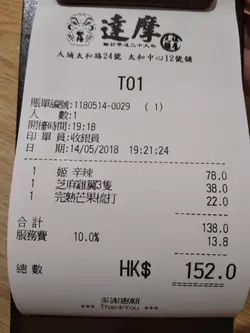 達摩
大埔太和路24號 太和中心12號舖
T01
賬單編號:1180514-0029 (1)
人 數:1
開檯時間:19:18
印單員:收銀員
日 期:14/05/2018 19:21:24
1 姬 辛辣 78.0
1 芝麻雞翼3隻 38.0
1 完熟芒果梳打 22.0
合計 138.0
服務費 10.0% 13.8
總數 HK$ 152.0
多謝惠顧
*** ThankYou ***